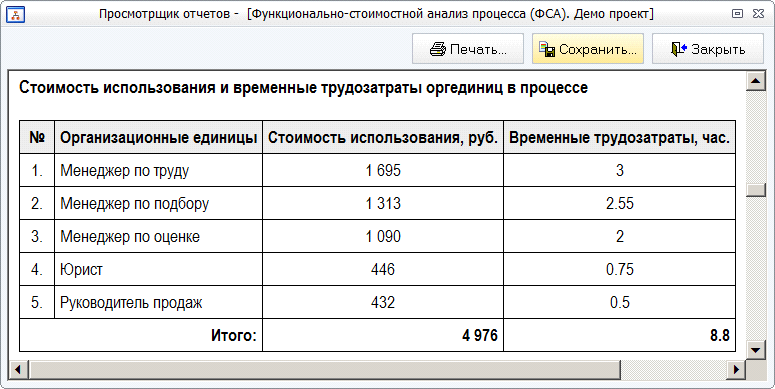 Просмотрщик отчетов - [Функционально-стоимостной анализ процесса (ФСА). Демо проект]
Печать... Сохранить... Закрыть
Стоимость использования и временные трудозатраты оргединиц в процессе
№ Организационные единицы Стоимость использования, руб. Временные трудозатраты, час.
1. Менеджер по труду 1 695 3
2. Менеджер по подбору 1 313 2.55
3. Менеджер по оценке 1 090 2
4. Юрист 446 0.75
5. Руководитель продаж 432 0.5
Итого: 4 976 8.8